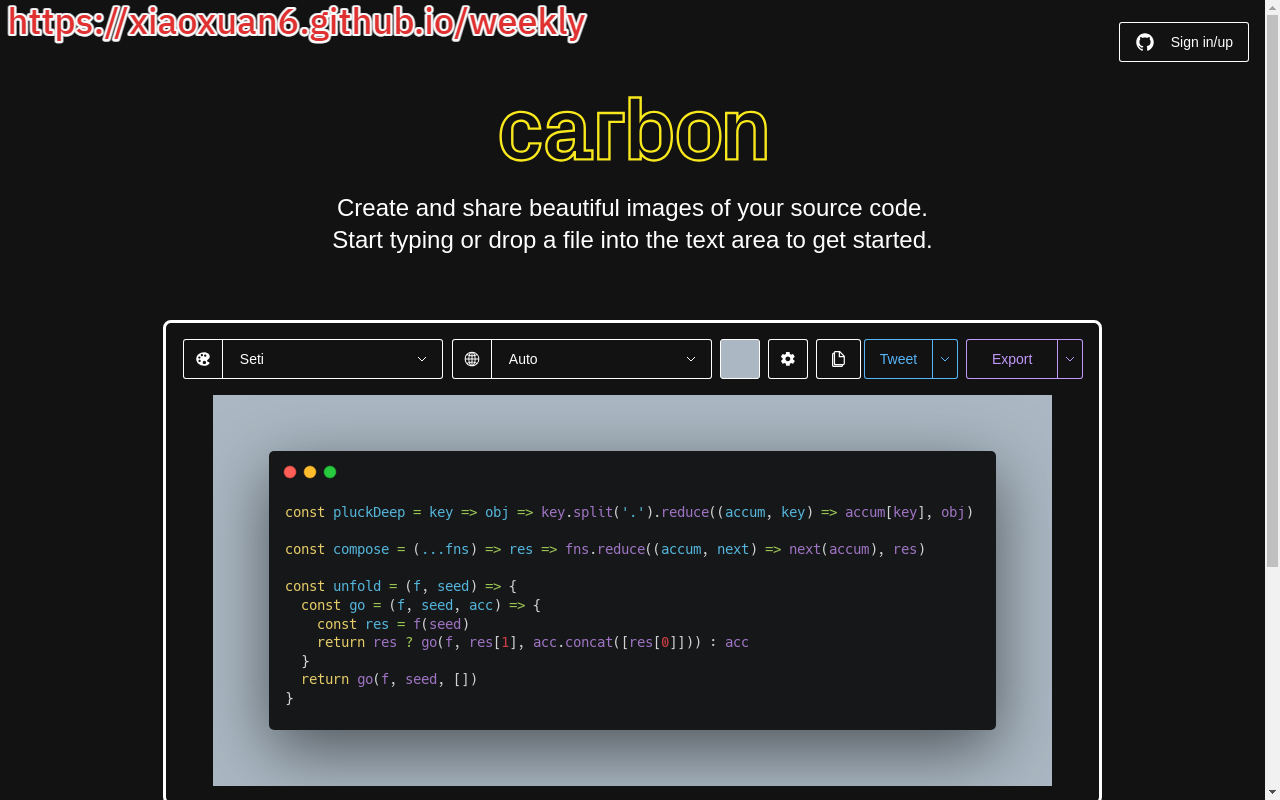 https://xiaoxuan6.github.io/weekly
Sign in/up
carbon
Create and share beautiful images of your source code.
Start typing or drop a file into the text area to get started.
Seti
Auto
Tweet
Export
const pluckDeep = key => obj => key.split('.').reduce((accum, key) => accum[key], obj)
const compose = (...fns) => res => fns.reduce((accum, next) => next(accum), res)
const unfold = (f, seed) => {
  const go = (f, seed, acc) => {
    const res = f(seed)
    return res ? go(f, res[1], acc.concat([res[0]])) : acc
  }
  return go(f, seed, [])
}